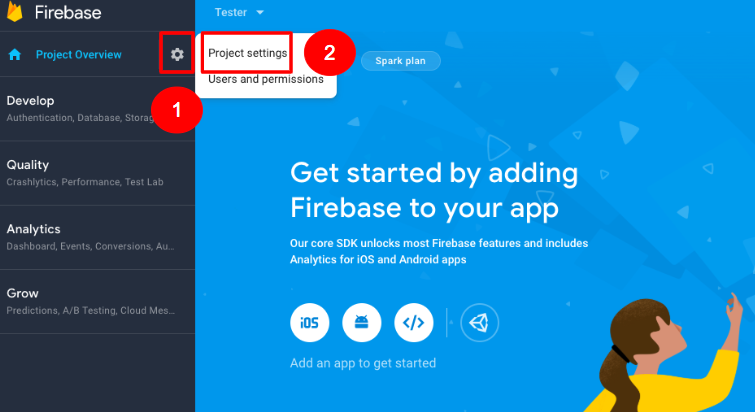 Firebase
Tester
Project Overview
Project settings
2
Users and permissions
Spark plan
1
Develop
Authentication, Database, Storag
Quality
Crashlytics, Performance, Test Lab
Analytics
Dashboard, Events, Conversions, Au...
Grow
Predictions, A/B Testing, Cloud Mes...
Get started by adding
Firebase to your app
Our core SDK unlocks most Firebase features and includes
Analytics for iOS and Android apps
iOS
</>
Add an app to get started